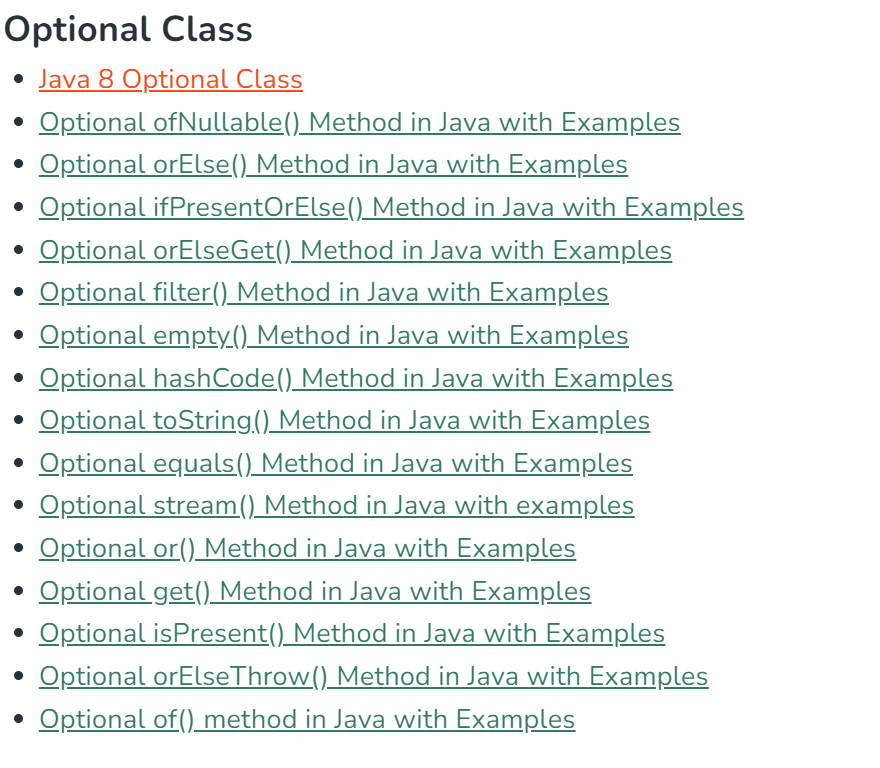 Optional Class
Java 8 Optional Class
Optional ofNullable() Method in Java with Examples
Optional orElse() Method in Java with Examples
Optional ifPresentOrElse() Method in Java with Examples
Optional orElseGet() Method in Java with Examples
Optional filter() Method in Java with Examples
Optional empty() Method in Java with Examples
Optional hashCode() Method in Java with Examples
Optional toString() Method in Java with Examples
Optional equals() Method in Java with Examples
Optional stream() Method in Java with examples
Optional or() Method in Java with Examples
Optional get() Method in Java with Examples
Optional isPresent() Method in Java with Examples
Optional orElseThrow() Method in Java with Examples
Optional of() method in Java with Examples